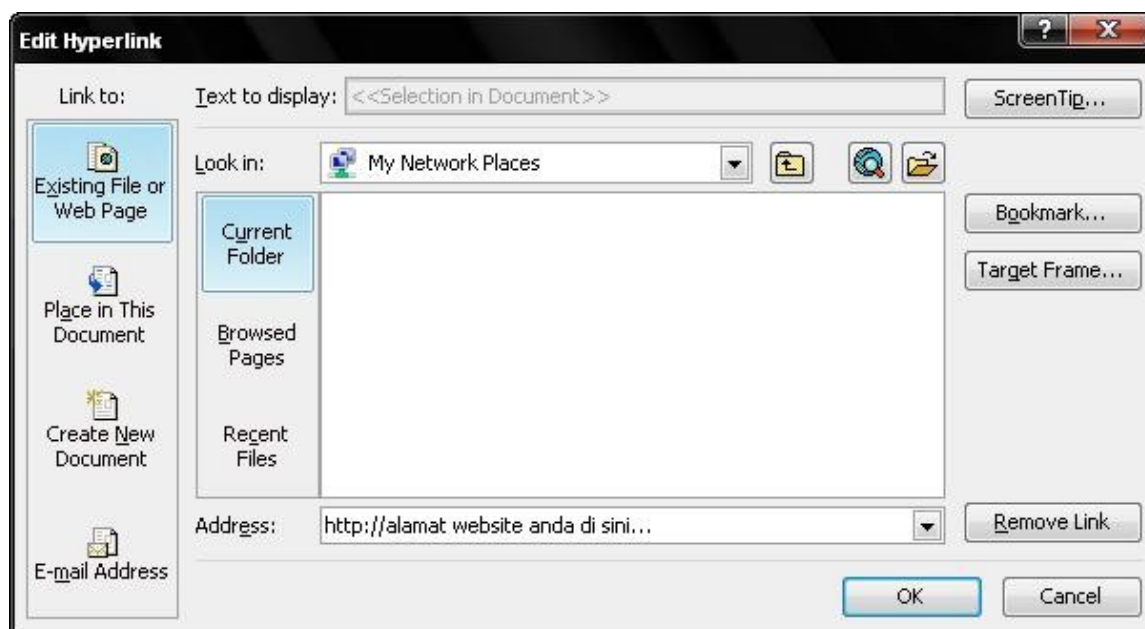 Edit Hyperlink
?
X
Link to:
Text to display:
<<Selection in Document>>
ScreenTip...
Existing File or
Web Page
Look in:
My Network Places
Current
Folder
Bookmark...
Target Frame...
Place in This
Document
Browsed
Pages
Create New
Document
Recent
Files
Address:
http://alamat website anda di sini...
Remove Link
E-mail Address
OK
Cancel